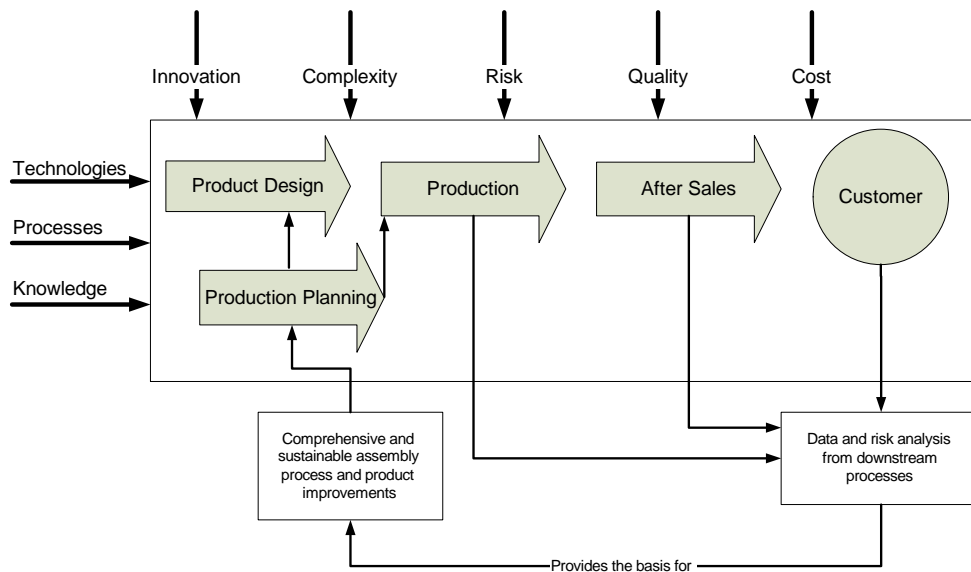 Innovation
Complexity
Risk
Quality
Cost
Technologies
Processes
Knowledge
Product Design
Production
After Sales
Customer
Production Planning
Comprehensive and
sustainable assembly
process and product
improvements
Data and risk analysis
from downstream
processes
Provides the basis for